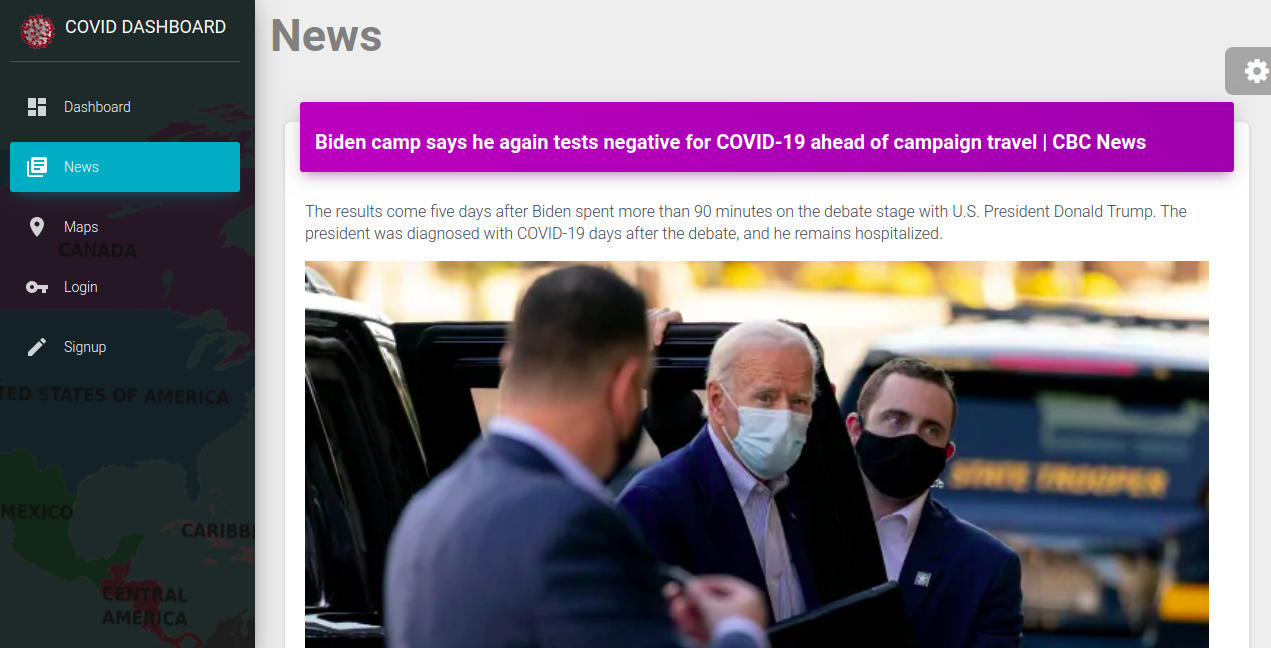 COVID DASHBOARD
Dashboard
News
Maps
CANADA
Login
Signup
TED STATES OF AMERICA
MEXICO
CARIBBE
CENTRAL
AMERICA
News
Biden camp says he again tests negative for COVID-19 ahead of campaign travel | CBC News
The results come five days after Biden spent more than 90 minutes on the debate stage with U.S. President Donald Trump. The
president was diagnosed with COVID-19 days after the debate, and he remains hospitalized.
STATE TROOPER